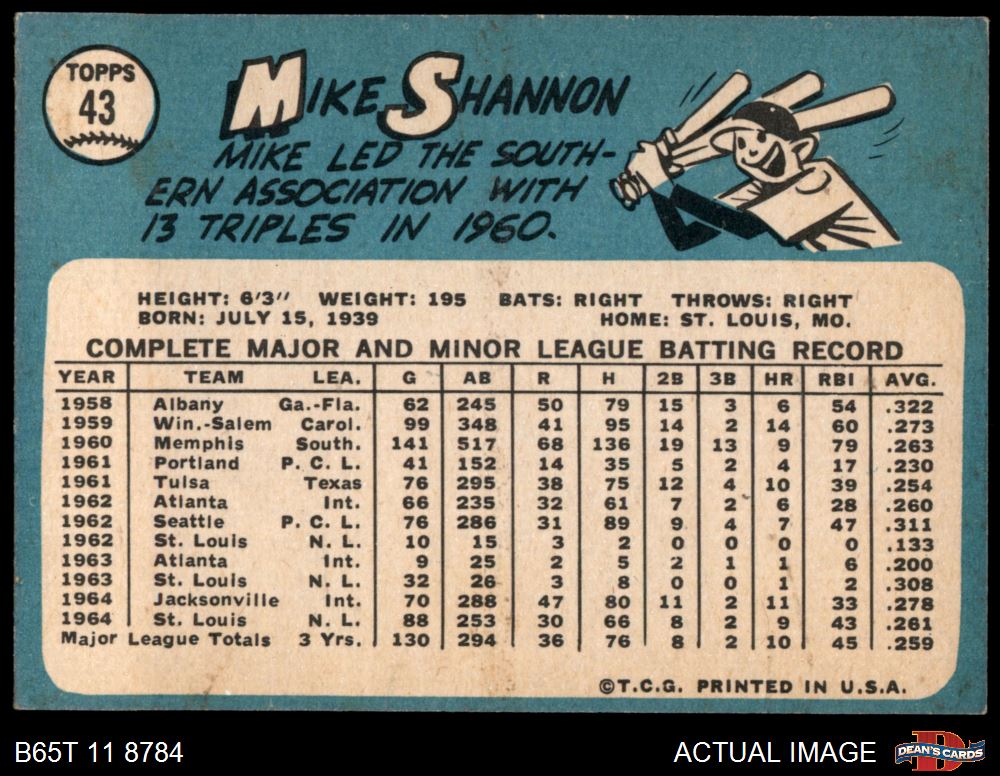 TOPPS
43
MIKE SHANNON
MIKE LED THE SOUTH-
ERN ASSOCIATION WITH
13 TRIPLES IN 1960.
HEIGHT: 6'3" WEIGHT: 195 BATS: RIGHT THROWS: RIGHT
BORN: JULY 15, 1939 HOME: ST. LOUIS, MO.
COMPLETE MAJOR AND MINOR LEAGUE BATTING RECORD
YEAR TEAM LEA. G AB R H 2B 3B HR RBI AVG.
1958 Albany Ga.-Fla. 62 245 50 79 15 3 6 54 .322
1959 Win.-Salem Carol. 99 348 41 95 14 2 14 60 .273
1960 Memphis South. 141 517 68 136 19 13 9 79 .263
1961 Portland P. C. L. 41 152 14 35 5 2 4 17 .230
1961 Tulsa Texas 76 295 38 75 12 4 10 39 .254
1962 Atlanta Int. 66 235 32 61 7 2 6 28 .260
1962 Seattle P. C. L. 76 286 31 89 9 4 7 47 .311
1962 St. Louis N. L. 10 15 3 2 0 0 0 0 .133
1963 Atlanta Int. 9 25 2 5 2 1 1 6 .200
1963 St. Louis N. L. 32 26 3 8 0 0 1 2 .308
1964 Jacksonville Int. 70 288 47 80 11 2 11 33 .278
1964 St. Louis N. L. 88 253 30 66 8 2 9 43 .261
Major League Totals 3 Yrs. 130 294 36 76 8 2 10 45 .259
©T.C.G. PRINTED IN U.S.A.
B65T 11 8784 ACTUAL IMAGE
D
DEAN'S CARDS